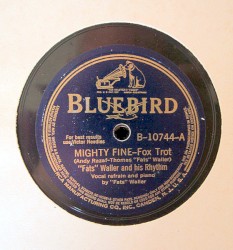 BLUEBIRD
For best results
use Victor Needles
B-10744-A
MIGHTY FINE–Fox Trot
(Andy Razaf-Thomas "Fats" Waller)
"Fats" Waller and his Rhythm
Vocal refrain and piano
by "Fats" Waller